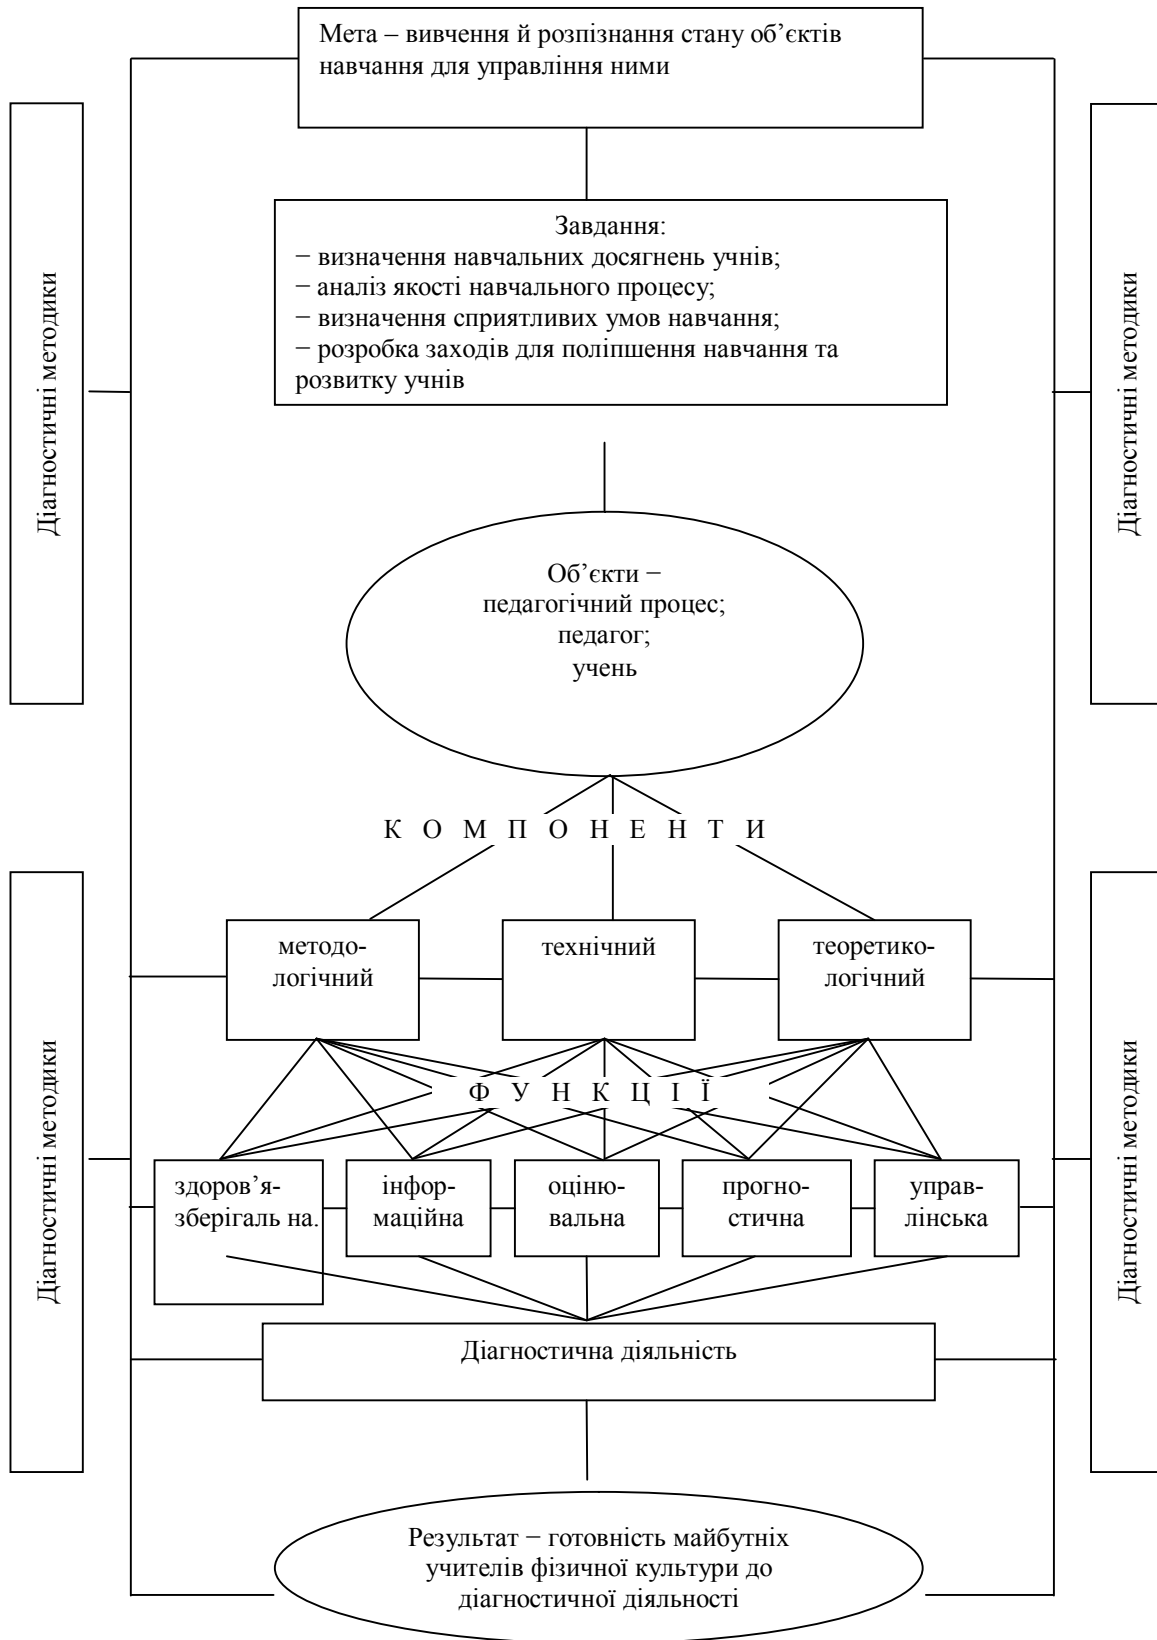 Мета – вивчення й розпізнання стану об’єктів
навчання для управління ними
Діагностичні методики
Діагностичні методики
Завдання:
− визначення навчальних досягнень учнів;
− аналіз якості навчального процесу;
− визначення сприятливих умов навчання;
− розробка заходів для поліпшення навчання та
розвитку учнів
Об’єкти −
педагогічний процес;
педагог;
учень
К О М П О Н Е Н Т И
методо-
логічний
технічний
теоретико-
логічний
Діагностичні методики
Діагностичні методики
Ф У Н К Ц І Ї
здоров’я-
зберігаль на.
інфор-
маційна
оціню-
вальна
прогно-
стична
управ-
лінська
Діагностична діяльність
Результат − готовність майбутніх
учителів фізичної культури до
діагностичної діяльності